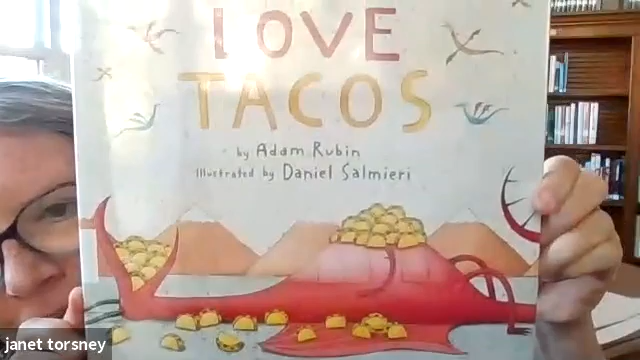 LOVE
TACOS
by Adam Rubin
Illustrated by Daniel Salmieri
janet torsney